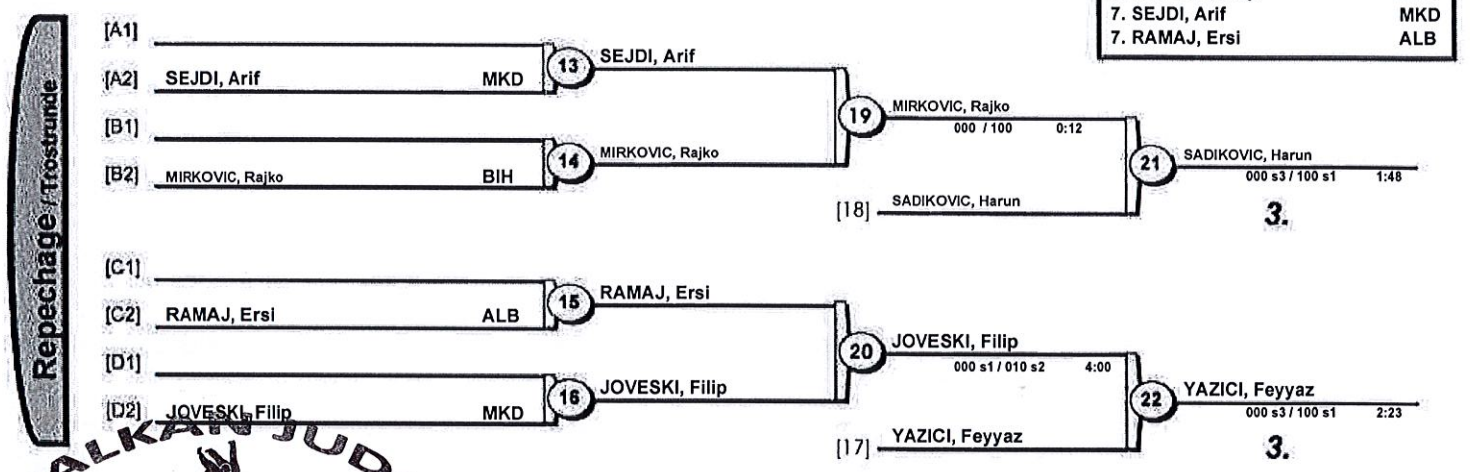 7. SEJDI, Arif MKD
7. RAMAJ, Ersi ALB
Repechage / Trostrunde
[A1]
[A2] SEJDI, Arif MKD
13 SEJDI, Arif
[B1]
[B2] MIRKOVIC, Rajko BIH
14 MIRKOVIC, Rajko
19 MIRKOVIC, Rajko
000 / 100 0:12
[18] SADIKOVIC, Harun
21 SADIKOVIC, Harun
000 s3 / 100 s1 1:48
3.
[C1]
[C2] RAMAJ, Ersi ALB
15 RAMAJ, Ersi
[D1]
[D2] JOVESKI, Filip MKD
16 JOVESKI, Filip
20 JOVESKI, Filip
000 s1 / 010 s2 4:00
[17] YAZICI, Feyyaz
22 YAZICI, Feyyaz
000 s3 / 100 s1 2:23
3.
ALKAN JUD